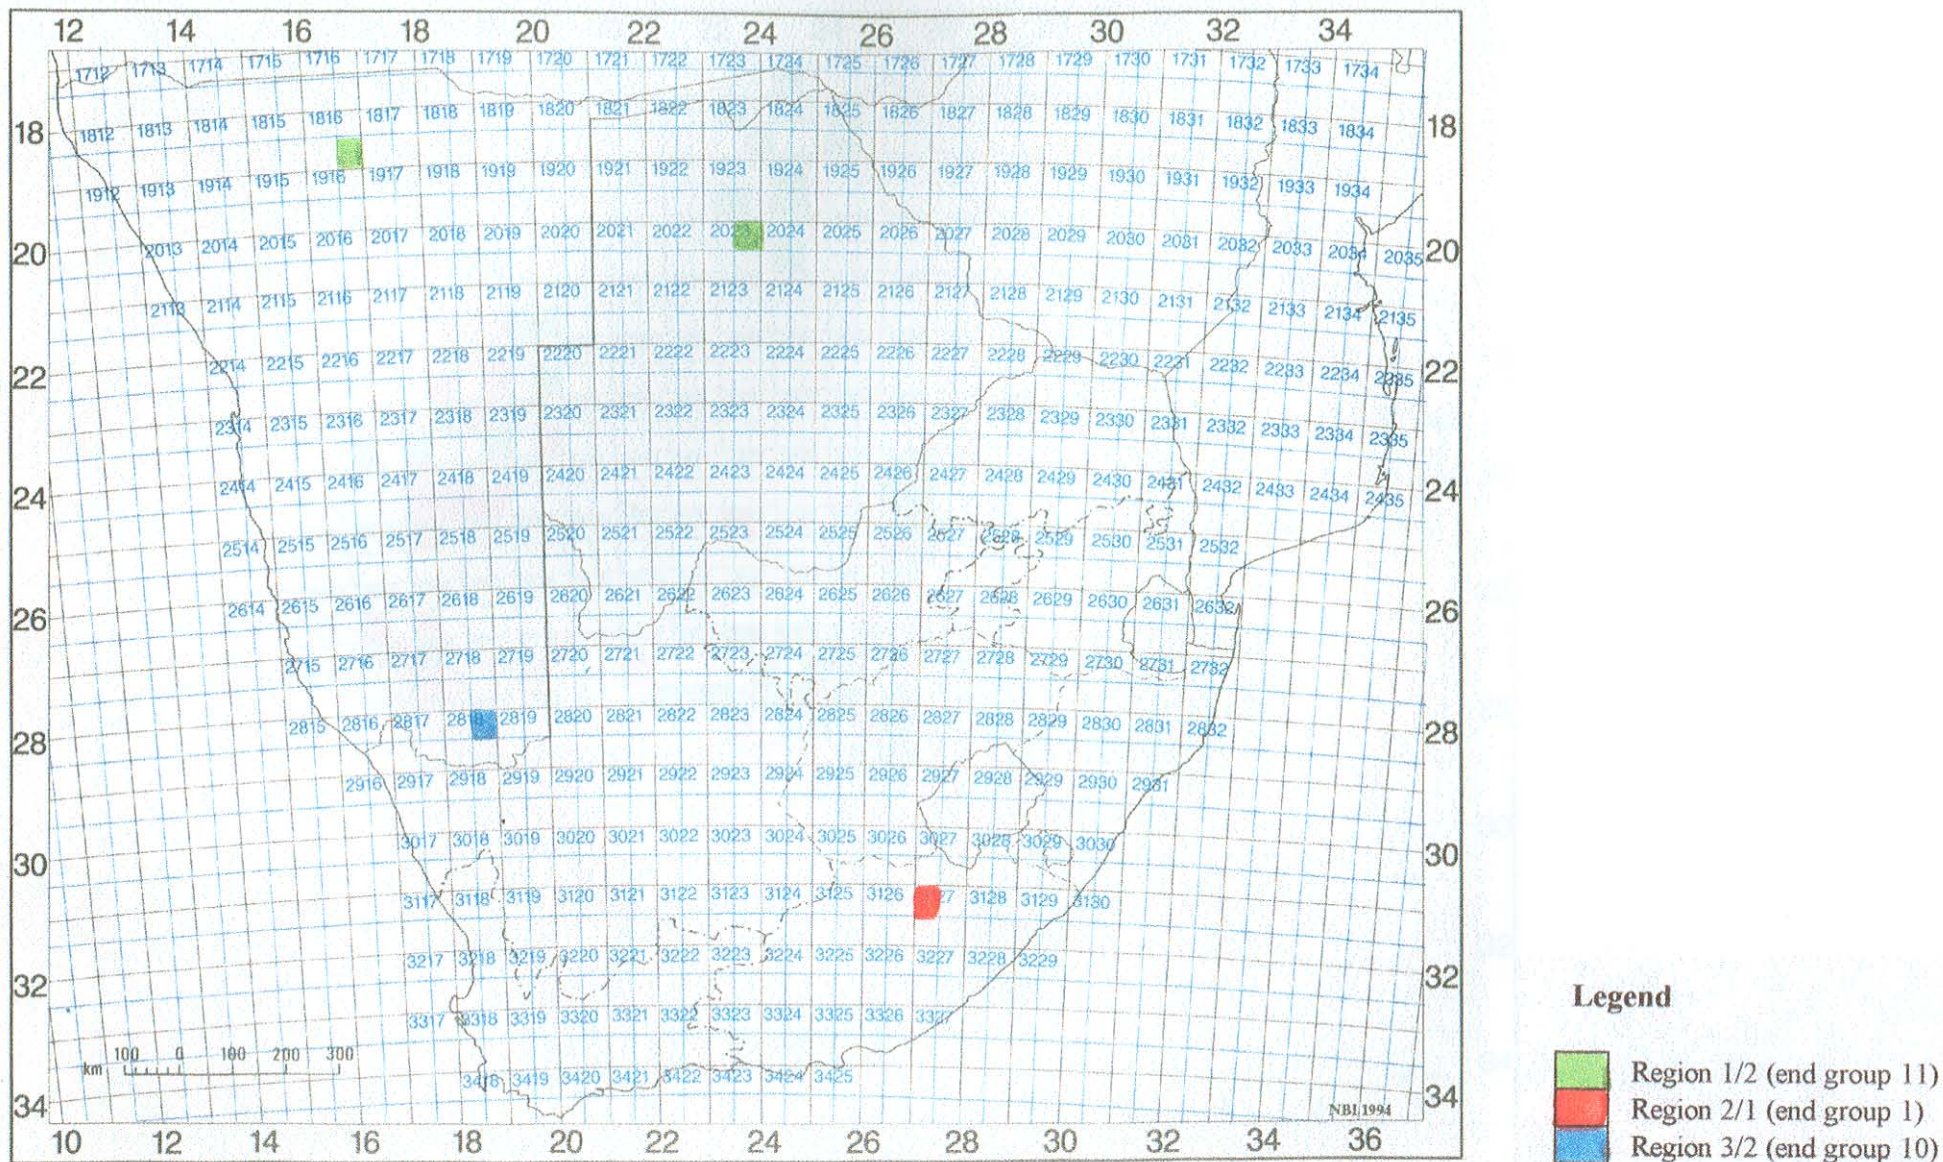 12 14 16 18 20 22 24 26 28 30 32 34
1712 1713 1714 1715 1716 1717 1718 1719 1720 1721 1722 1723 1724 1725 1726 1727 1728 1729 1730 1731 1732 1733 1734
18 1812 1813 1814 1815 1816 1817 1818 1819 1820 1821 1822 1823 1824 1825 1826 1827 1828 1829 1830 1831 1832 1833 1834 18
1912 1913 1914 1915 1916 1917 1918 1919 1920 1921 1922 1923 1924 1925 1926 1927 1928 1929 1930 1931 1932 1933 1934
20 2013 2014 2015 2016 2017 2018 2019 2020 2021 2022 2024 2025 2026 2027 2028 2029 2030 2031 2032 2033 2034 2035 20
2113 2114 2115 2116 2117 2118 2119 2120 2121 2122 2123 2124 2125 2126 2127 2128 2129 2130 2131 2132 2133 2134 2135
22 2214 2215 2216 2217 2218 2219 2220 2221 2222 2223 2224 2225 2226 2227 2228 2229 2230 2231 2232 2233 2234 2235 22
2314 2315 2316 2317 2318 2319 2320 2321 2322 2323 2324 2325 2326 2327 2328 2329 2330 2331 2332 2333 2334 2335
24 2414 2415 2416 2417 2418 2419 2420 2421 2422 2423 2424 2425 2426 2427 2428 2429 2430 2431 2432 2433 2434 2435 24
2514 2515 2516 2517 2518 2519 2520 2521 2522 2523 2524 2525 2526 2527 2528 2529 2530 2531 2532
26 2614 2615 2616 2617 2618 2619 2620 2621 2622 2623 2624 2625 2626 2627 2628 2629 2630 2631 2632 26
2715 2716 2717 2718 2719 2720 2721 2722 2723 2724 2725 2726 2727 2728 2729 2730 2731 2732
28 2815 2816 2817 2819 2820 2821 2822 2823 2824 2825 2826 2827 2828 2829 2830 2831 2832 28
2916 2917 2918 2919 2920 2921 2922 2923 2924 2925 2926 2927 2928 2929 2930 2931
30 3017 3018 3019 3020 3021 3022 3023 3024 3025 3026 3027 3028 3029 3030 30
3117 3118 3119 3120 3121 3122 3123 3124 3125 3126 27 3128 3129 3130
32 3217 3218 3219 3220 3221 3222 3223 3224 3225 3226 3227 3228 3229 32
3317 3318 3319 3320 3321 3322 3323 3324 3325 3326 3327
km 100 0 100 200 300
34 3418 3419 3420 3421 3422 3423 3424 3425 34
NBI 1994
10 12 14 16 18 20 22 24 26 28 30 32 34 36
Legend
Region 1/2 (end group 11)
Region 2/1 (end group 1)
Region 3/2 (end group 10)